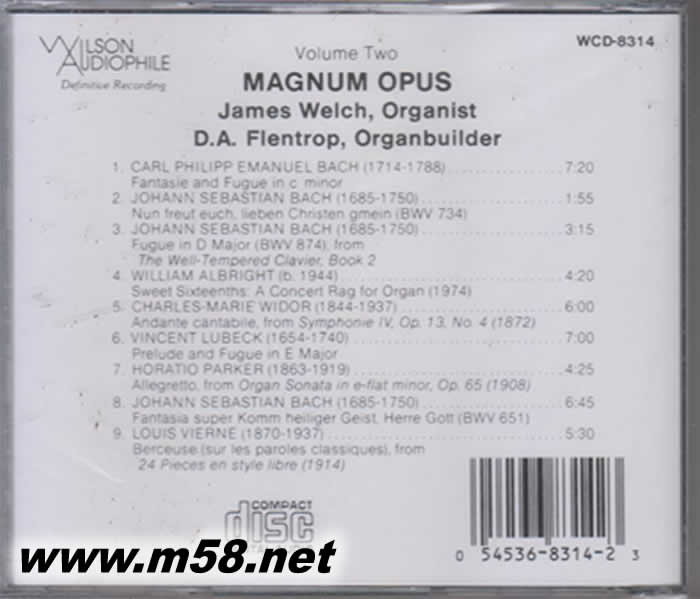 WILSON
AUDIOPHILE
Definitive Recording
WCD-8314
Volume Two
MAGNUM OPUS
James Welch, Organist
D.A. Flentrop, Organbuilder
1. CARL PHILIPP EMANUEL BACH (1714-1788) 7:20
Fantasie and Fugue in c minor
2. JOHANN SEBASTIAN BACH (1685-1750) 1:55
Nun freut euch, lieben Christen gmein (BWV 734)
3. JOHANN SEBASTIAN BACH (1685-1750) 3:15
Fugue in D Major (BWV 874), from
The Well-Tempered Clavier, Book 2
4. WILLIAM ALBRIGHT (b. 1944) 4:20
Sweet Sixteenths: A Concert Rag for Organ (1974)
5. CHARLES-MARIE WIDOR (1844-1937) 6:00
Andante cantabile, from Symphonie IV, Op. 13, No. 4 (1872)
6. VINCENT LUBECK (1654-1740) 7:00
Prelude and Fugue in E Major
7. HORATIO PARKER (1863-1919) 4:25
Allegretto, from Organ Sonata in e-flat minor, Op. 65 (1908)
8. JOHANN SEBASTIAN BACH (1685-1750) 6:45
Fantasia super Komm heiliger Geist, Herre Gott (BWV 651)
9. LOUIS VIERNE (1870-1937) 5:30
Berceuse (sur les paroles classiques), from
24 Pieces en style libre (1914)
COMPACT
disc
www.m58.net
0 54536-8314-2 3